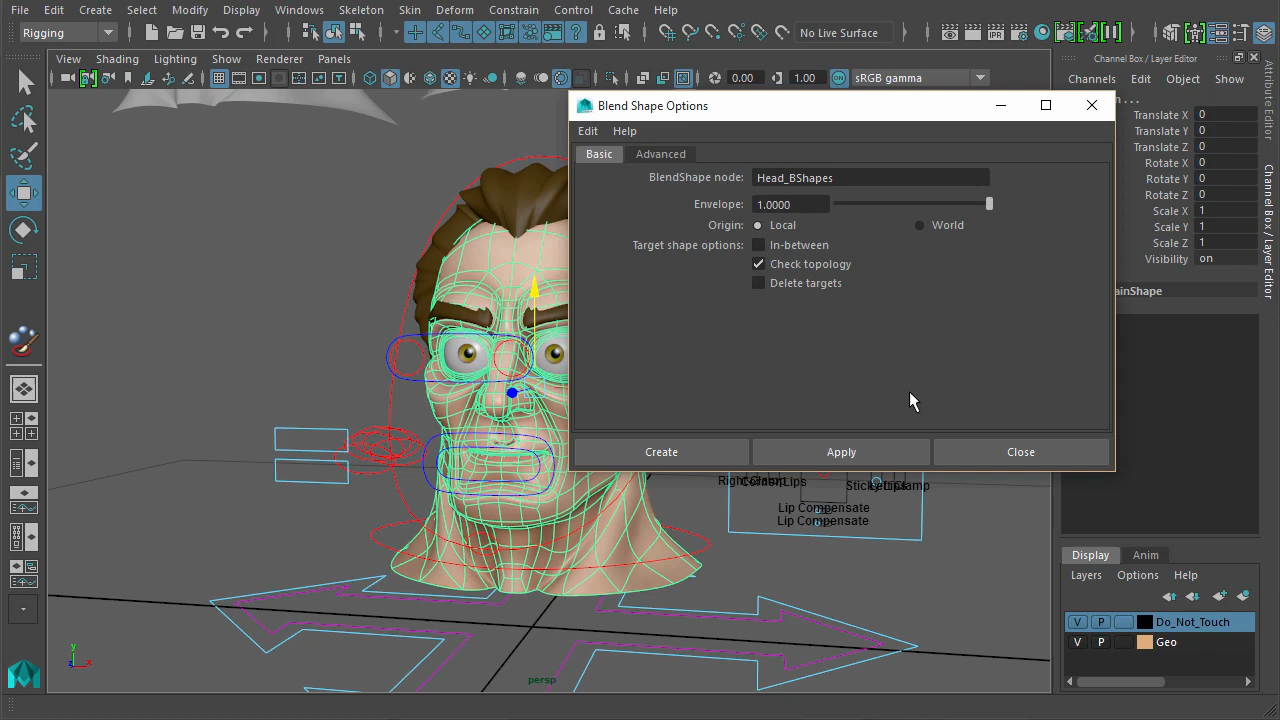 File Edit Create Select Modify Display Windows Skeleton Skin Deform Constrain Control Cache Help
Rigging
No Live Surface
View Shading Lighting Show Renderer Panels
0.00 1.00 ON sRGB gamma
Channel Box / Layer Editor
Channels Edit Object Show
Attribute Editor
Channel Box / Layer Editor
Translate X 0
Translate Y 0
Translate Z 0
Rotate X 0
Rotate Y 0
Rotate Z 0
Scale X 1
Scale Y 1
Scale Z 1
Visibility on
ainShape
Blend Shape Options
Edit Help
Basic Advanced
BlendShape node: Head_BShapes
Envelope: 1.0000
Origin: Local World
Target shape options: In-between
Check topology
Delete targets
Create Apply Close
Lip Compensate
Lip Compensate
persp
y
z x
Display Anim
Layers Options Help
V P Do_Not_Touch
V P Geo